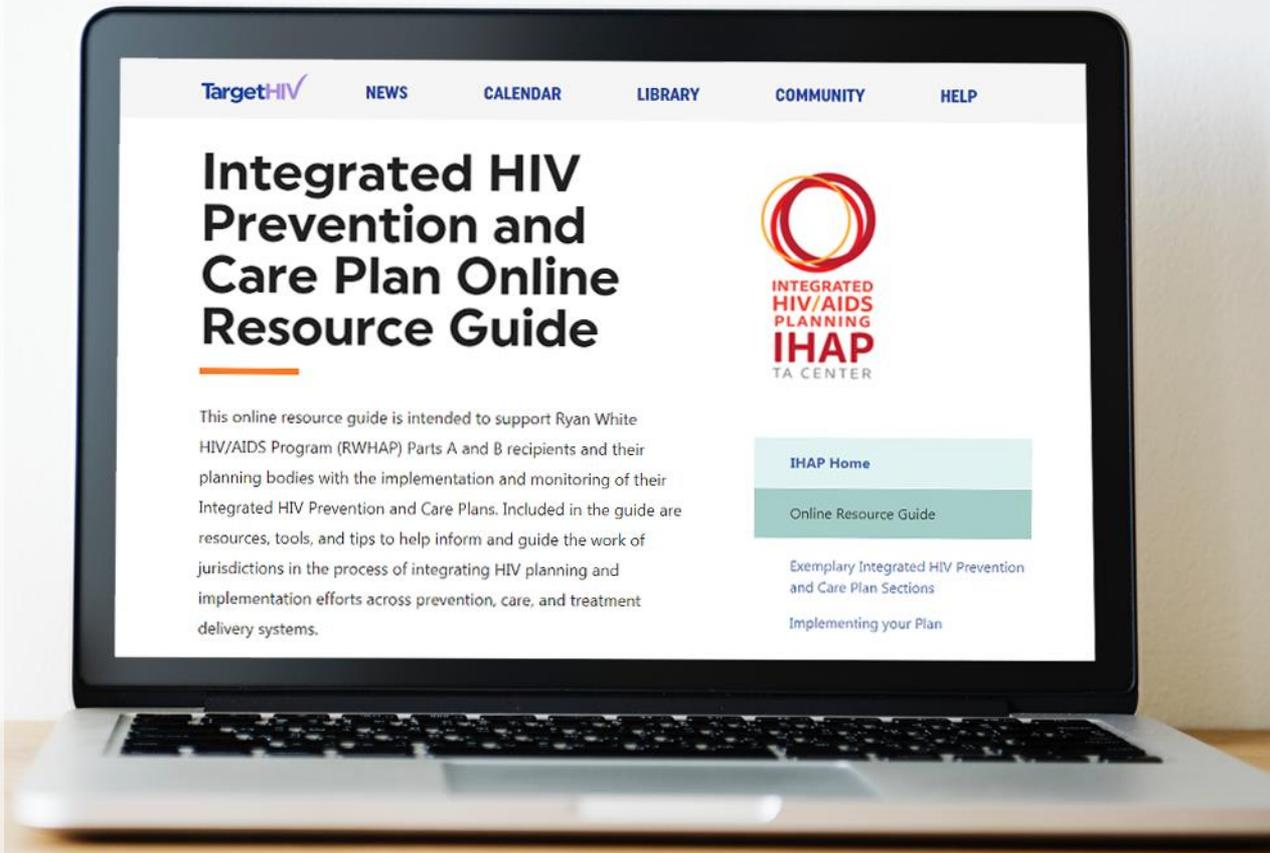 TargetHIV NEWS CALENDAR LIBRARY COMMUNITY HELP
Integrated HIV
Prevention and
Care Plan Online
Resource Guide
This online resource guide is intended to support Ryan White
HIV/AIDS Program (RWHAP) Parts A and B recipients and their
planning bodies with the implementation and monitoring of their
Integrated HIV Prevention and Care Plans. Included in the guide are
resources, tools, and tips to help inform and guide the work of
jurisdictions in the process of integrating HIV planning and
implementation efforts across prevention, care, and treatment
delivery systems.
INTEGRATED
HIV/AIDS
PLANNING
IHAP
TA CENTER
IHAP Home
Online Resource Guide
Exemplary Integrated HIV Prevention
and Care Plan Sections
Implementing your Plan